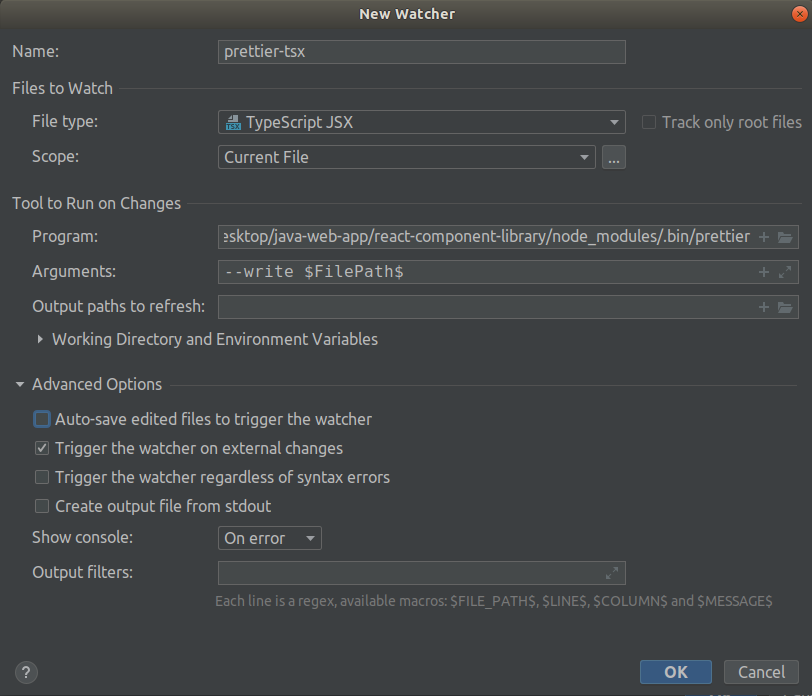 New Watcher
Name: prettier-tsx
Files to Watch
File type: TSX TypeScript JSX Track only root files
Scope: Current File ...
Tool to Run on Changes
Program: esktop/java-web-app/react-component-library/node_modules/.bin/prettier
Arguments: --write $FilePath$
Output paths to refresh:
Working Directory and Environment Variables
Advanced Options
Auto-save edited files to trigger the watcher
Trigger the watcher on external changes
Trigger the watcher regardless of syntax errors
Create output file from stdout
Show console: On error
Output filters:
Each line is a regex, available macros: $FILE_PATH$, $LINE$, $COLUMN$ and $MESSAGE$
? OK Cancel